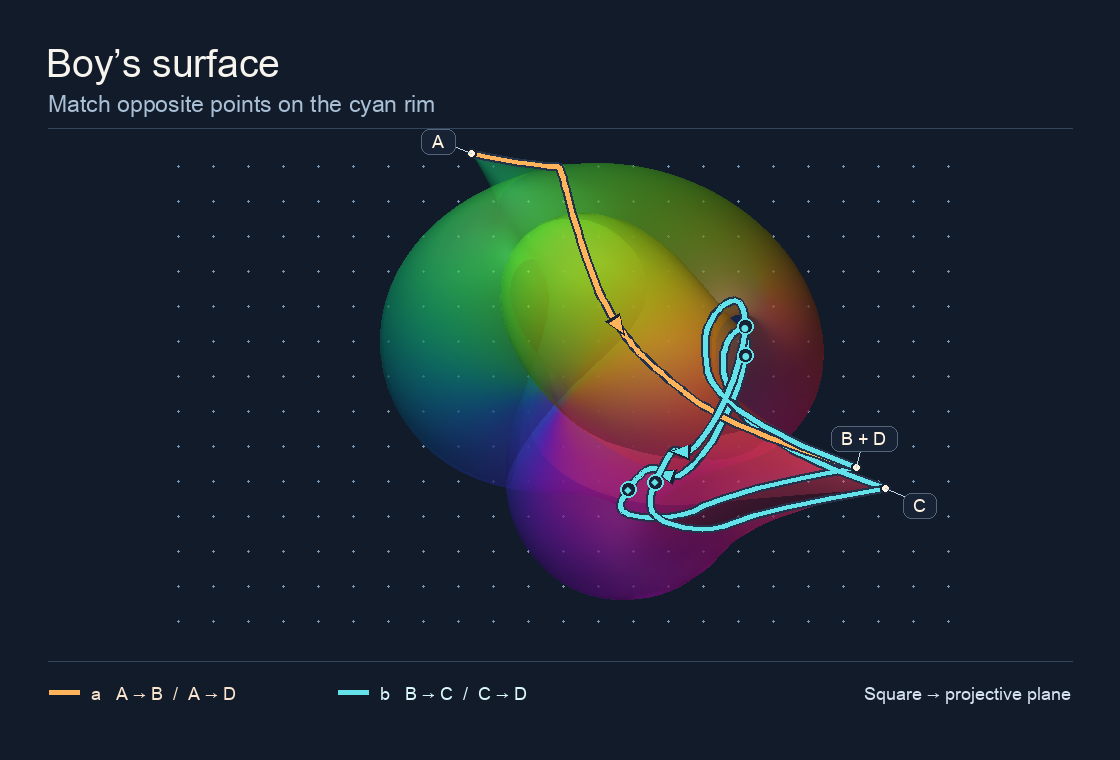 Boy’s surface
Match opposite points on the cyan rim
A
B + D
C
a A→B / A→D
b B→C / C→D
Square→projective plane